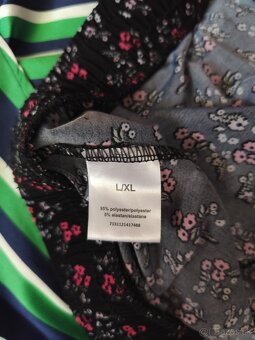 L/XL
95% polyester/polyester
5% elastan/elastane